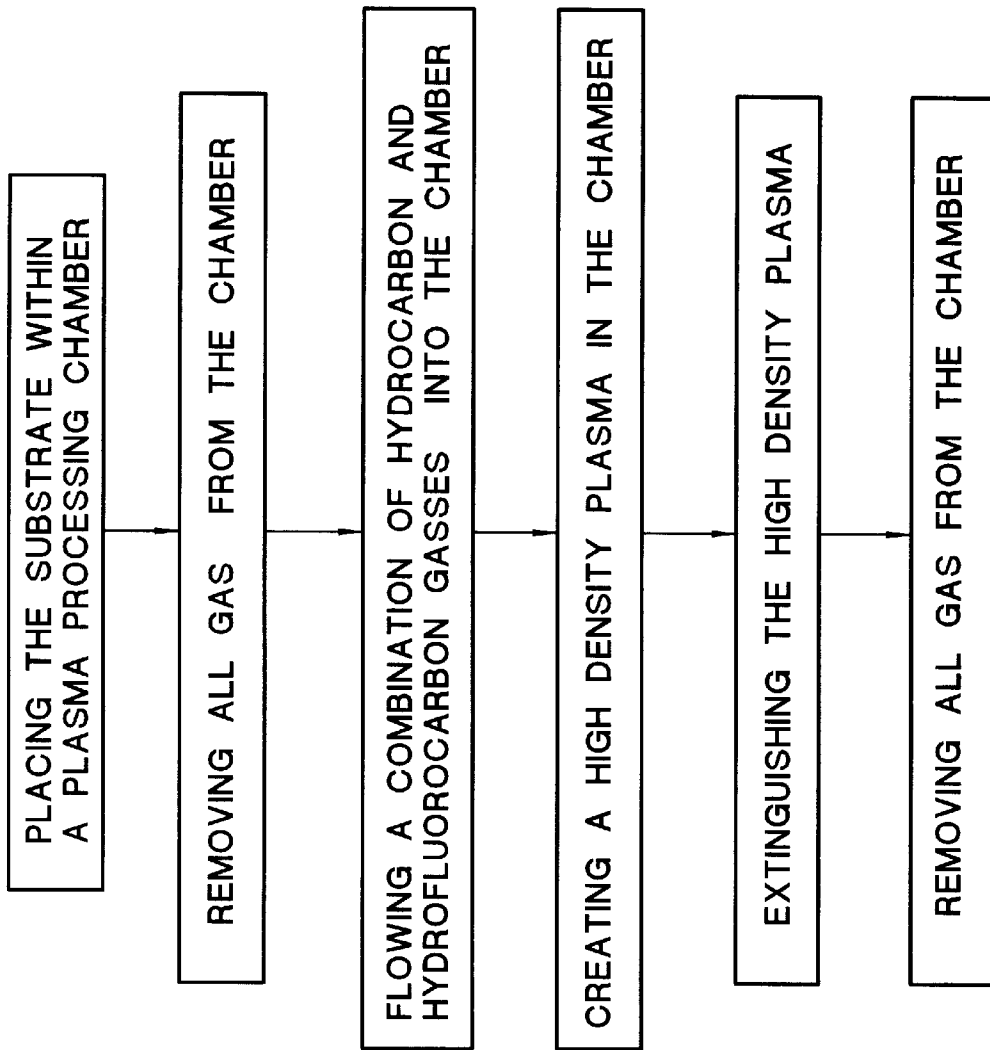 PLACING THE SUBSTRATE WITHIN
A PLASMA PROCESSING CHAMBER
REMOVING ALL GAS FROM THE CHAMBER
FLOWING A COMBINATION OF HYDROCARBON AND
HYDROFLUOROCARBON GASSES INTO THE CHAMBER
CREATING A HIGH DENSITY PLASMA IN THE CHAMBER
EXTINGUISHING THE HIGH DENSITY PLASMA
REMOVING ALL GAS FROM THE CHAMBER